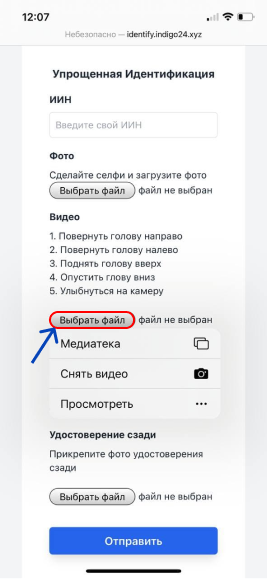 12:07
Небезопасно — identify.indigo24.xyz
Упрощенная Идентификация
ИИН
Введите свой ИИН
Фото
Сделайте селфи и загрузите фото
Выбрать файл файл не выбран
Видео
1. Повернуть голову направо
2. Повернуть голову налево
3. Поднять голову вверх
4. Опустить глову вниз
5. Улыбнуться на камеру
Выбрать файл файл не выбран
Медиатека
Снять видео
Просмотреть
Удостоверение сзади
Прикрепите фото удостоверения
сзади
Выбрать файл файл не выбран
Отправить